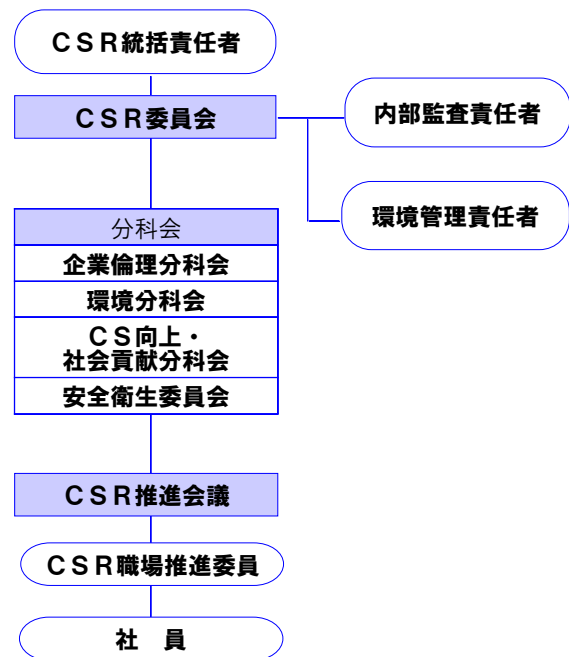 ＣＳＲ統括責任者
ＣＳＲ委員会
内部監査責任者
環境管理責任者
分科会
企業倫理分科会
環境分科会
ＣＳ向上・
社会貢献分科会
安全衛生委員会
ＣＳＲ推進会議
ＣＳＲ職場推進委員
社　員